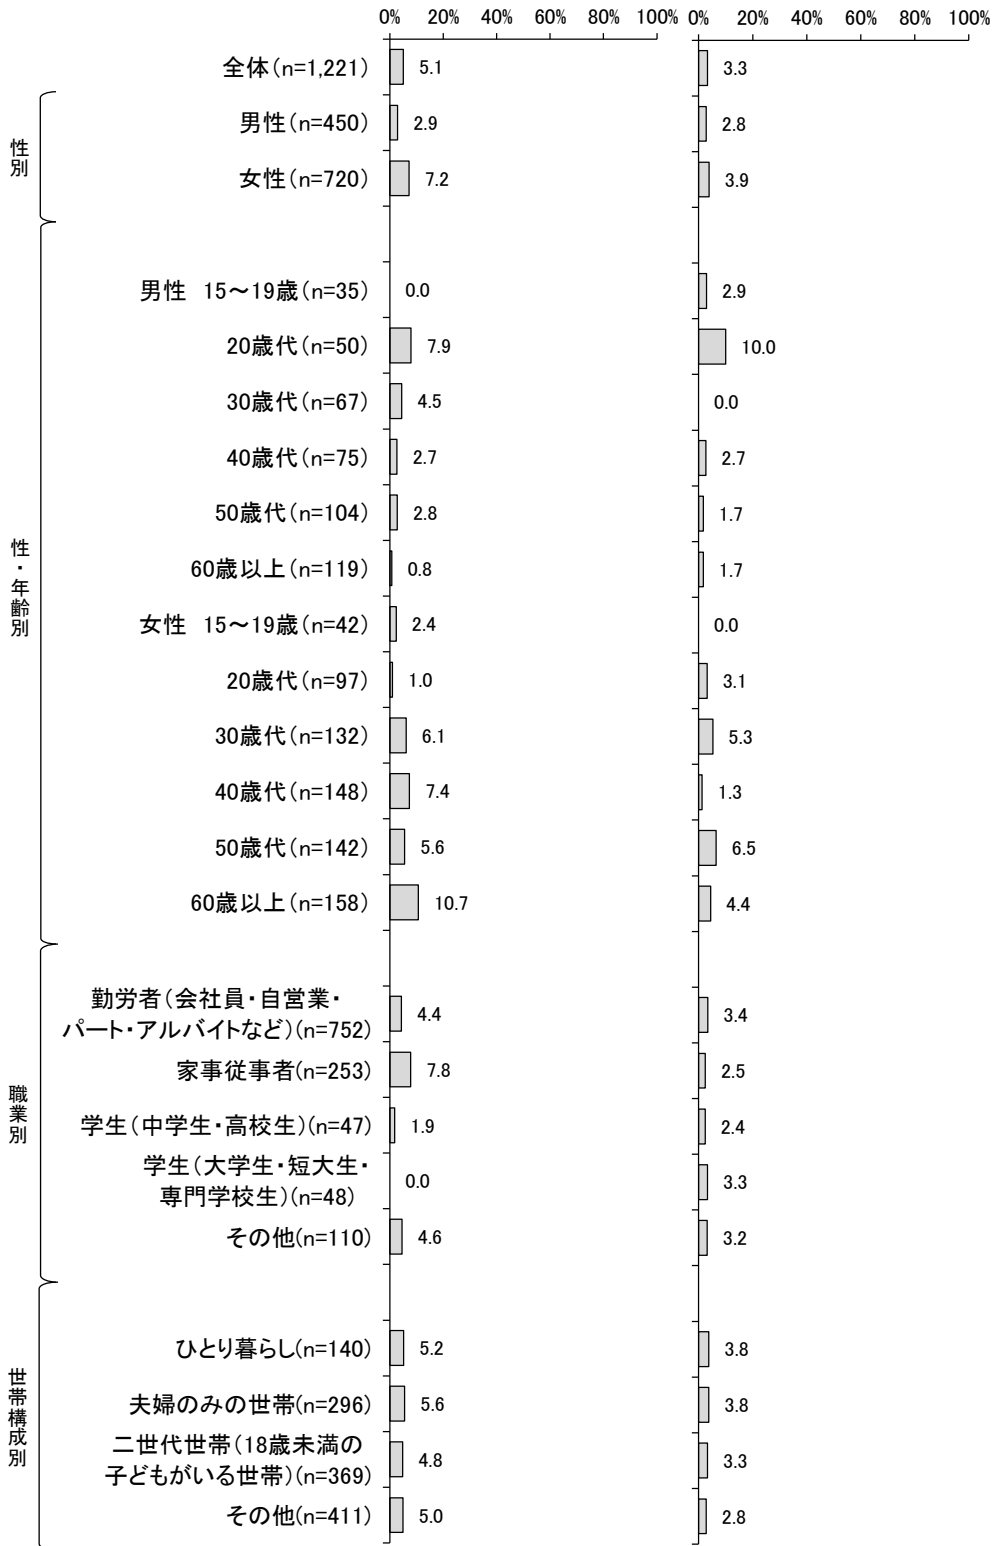 0% 20% 40% 60% 80% 100% 0% 20% 40% 60% 80% 100%
全体(n=1,221) 5.1 3.3
性別
男性(n=450) 2.9 2.8
女性(n=720) 7.2 3.9
性・年齢別
男性 15～19歳(n=35) 0.0 2.9
20歳代(n=50) 7.9 10.0
30歳代(n=67) 4.5 0.0
40歳代(n=75) 2.7 2.7
50歳代(n=104) 2.8 1.7
60歳以上(n=119) 0.8 1.7
女性 15～19歳(n=42) 2.4 0.0
20歳代(n=97) 1.0 3.1
30歳代(n=132) 6.1 5.3
40歳代(n=148) 7.4 1.3
50歳代(n=142) 5.6 6.5
60歳以上(n=158) 10.7 4.4
職業別
勤労者(会社員・自営業・
パート・アルバイトなど)(n=752) 4.4 3.4
家事従事者(n=253) 7.8 2.5
学生(中学生・高校生)(n=47) 1.9 2.4
学生(大学生・短大生・
専門学校生)(n=48) 0.0 3.3
その他(n=110) 4.6 3.2
世帯構成別
ひとり暮らし(n=140) 5.2 3.8
夫婦のみの世帯(n=296) 5.6 3.8
二世代世帯(18歳未満の
子どもがいる世帯)(n=369) 4.8 3.3
その他(n=411) 5.0 2.8